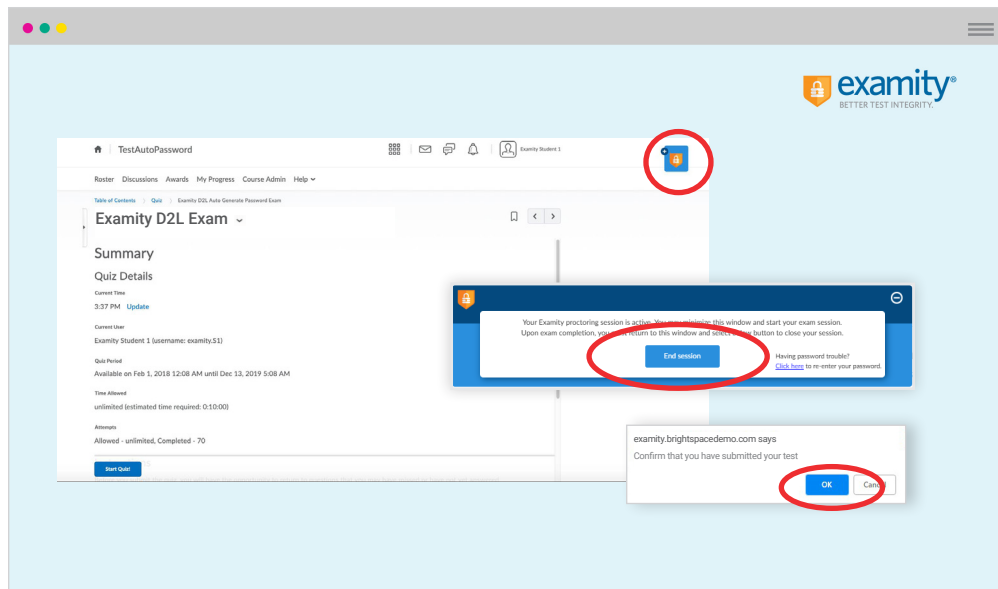 examity®
BETTER TEST INTEGRITY.
TestAutoPassword
Examity Student 1
Roster Discussions Awards My Progress Course Admin Help
Table of Contents > Quiz > Examity D2L Auto Generate Password Exam
Examity D2L Exam
Summary
Quiz Details
Current Time
3:37 PM Update
Current User
Examity Student 1 (username: examity.S1)
Quiz Period
Available on Feb 1, 2018 12:08 AM until Dec 13, 2019 5:08 AM
Time Allowed
unlimited (estimated time required: 0:10:00)
Attempts
Allowed - unlimited, Completed - 70
Start Quiz!
Your Examity proctoring session is active. You may minimize this window and start your exam session.
Upon exam completion, you must return to this window and select below button to close your session.
End session
Having password trouble?
Click here to re-enter your password.
examity.brightspacedemo.com says
Confirm that you have submitted your test
OK
Cancel